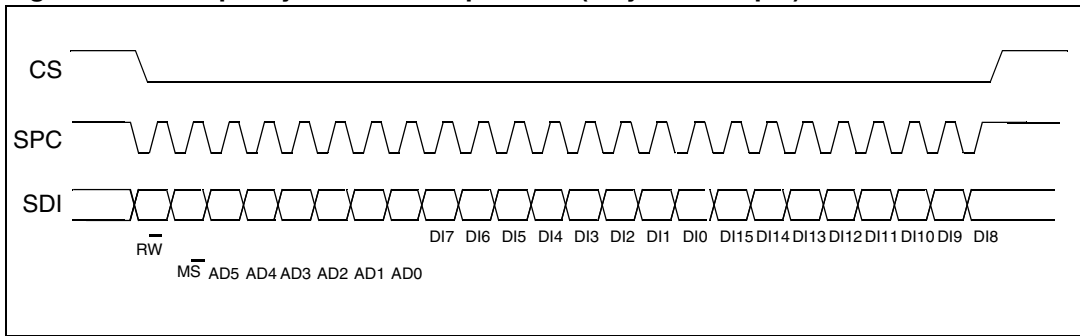 CS
SPC
SDI
RW̅
DI7 DI6 DI5 DI4 DI3 DI2 DI1 DI0 DI15 DI14 DI13 DI12 DI11 DI10 DI9 DI8
MS̅ AD5 AD4 AD3 AD2 AD1 AD0